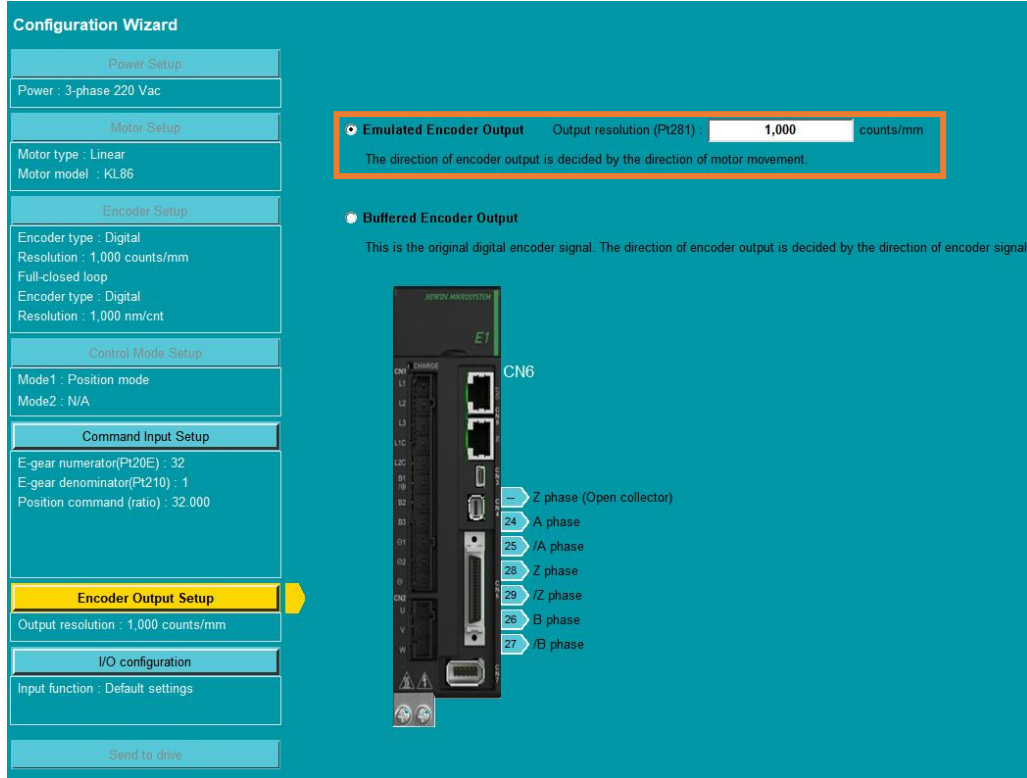 Configuration Wizard
Power Setup
Power : 3-phase 220 Vac
Motor Setup
Motor type : Linear
Motor model : KL86
Encoder Setup
Encoder type : Digital
Resolution : 1,000 counts/mm
Full-closed loop
Encoder type : Digital
Resolution : 1,000 nm/cnt
Control Mode Setup
Mode1 : Position mode
Mode2 : N/A
Command Input Setup
E-gear numerator(Pt20E) : 32
E-gear denominator(Pt210) : 1
Position command (ratio) : 32.000
Encoder Output Setup
Output resolution : 1,000 counts/mm
I/O configuration
Input function : Default settings
Send to drive
Emulated Encoder Output Output resolution (Pt281) : 1,000 counts/mm
The direction of encoder output is decided by the direction of motor movement.
Buffered Encoder Output
This is the original digital encoder signal. The direction of encoder output is decided by the direction of encoder signal
HIWIN MIKROSYSTEM
E1
CN6
CN1
CHARGE
L1
L2
L3
L1C
L2C
B1
/⊕
B2
B3
⊖1
⊖2
⊖
CN2
U
V
W
OUT
IN
CN3
CN4
CN6
CN7
– Z phase (Open collector)
24 A phase
25 /A phase
28 Z phase
29 /Z phase
26 B phase
27 /B phase